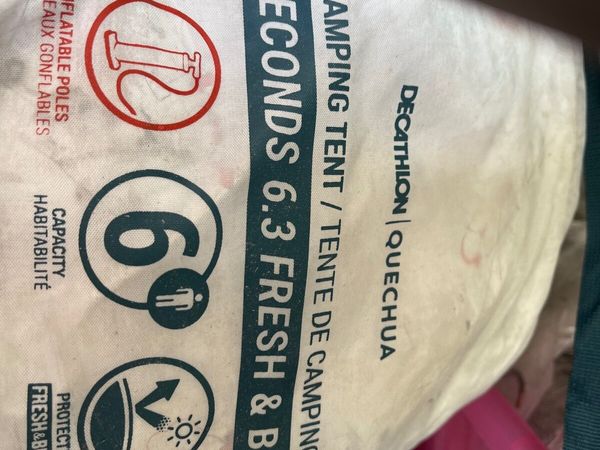 DECATHLON | QUECHUA
AMPING TENT / TENTE DE CAMPING
ECONDS 6.3 FRESH & B
NFLATABLE POLES
EAUX GONFLABLES
6
CAPACITY
HABITABILITÉ
PROTECT
FRESH&B